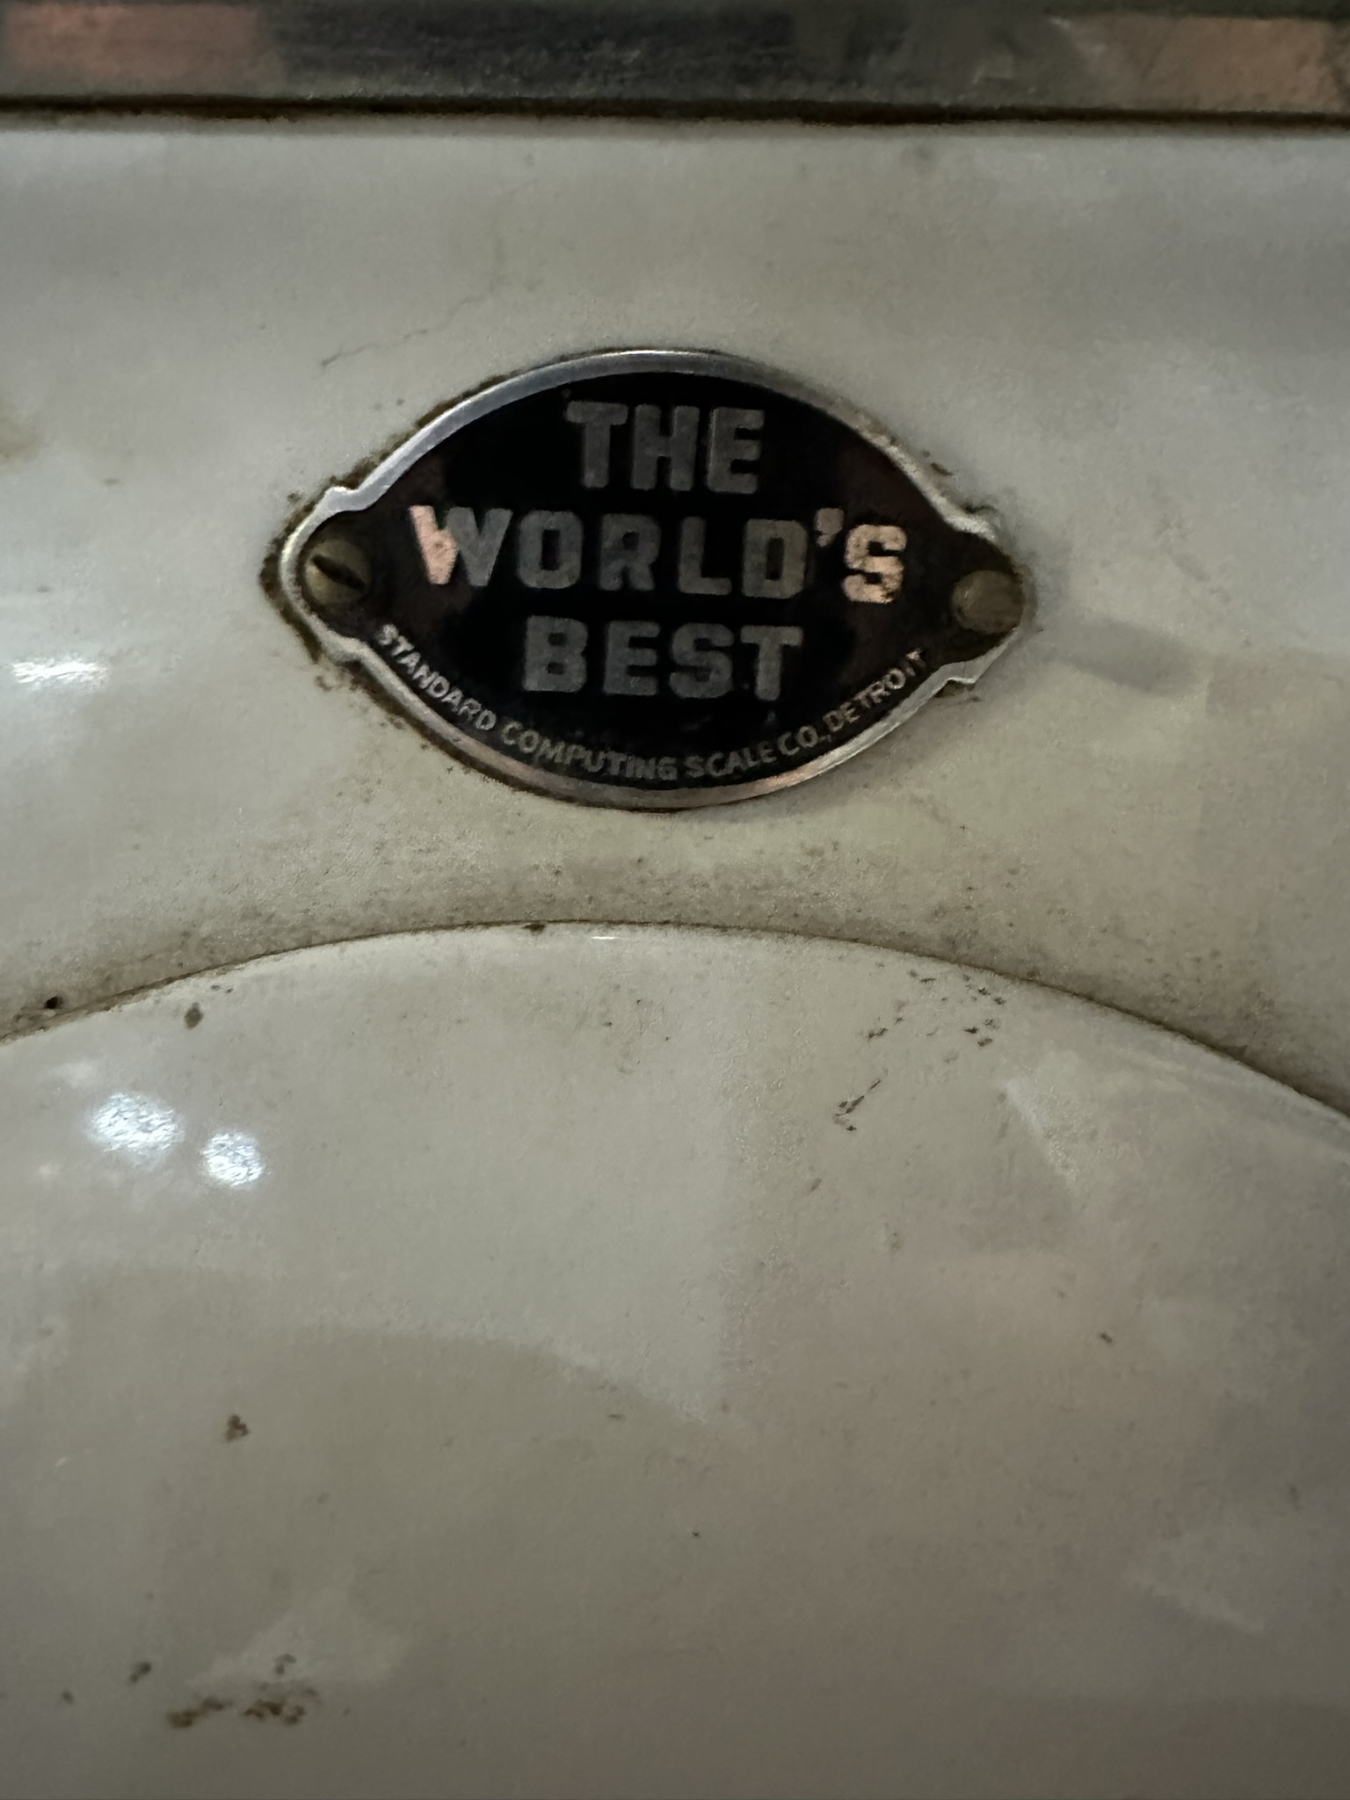 THE
WORLD'S
BEST
STANDARD COMPUTING SCALE CO., DETROIT